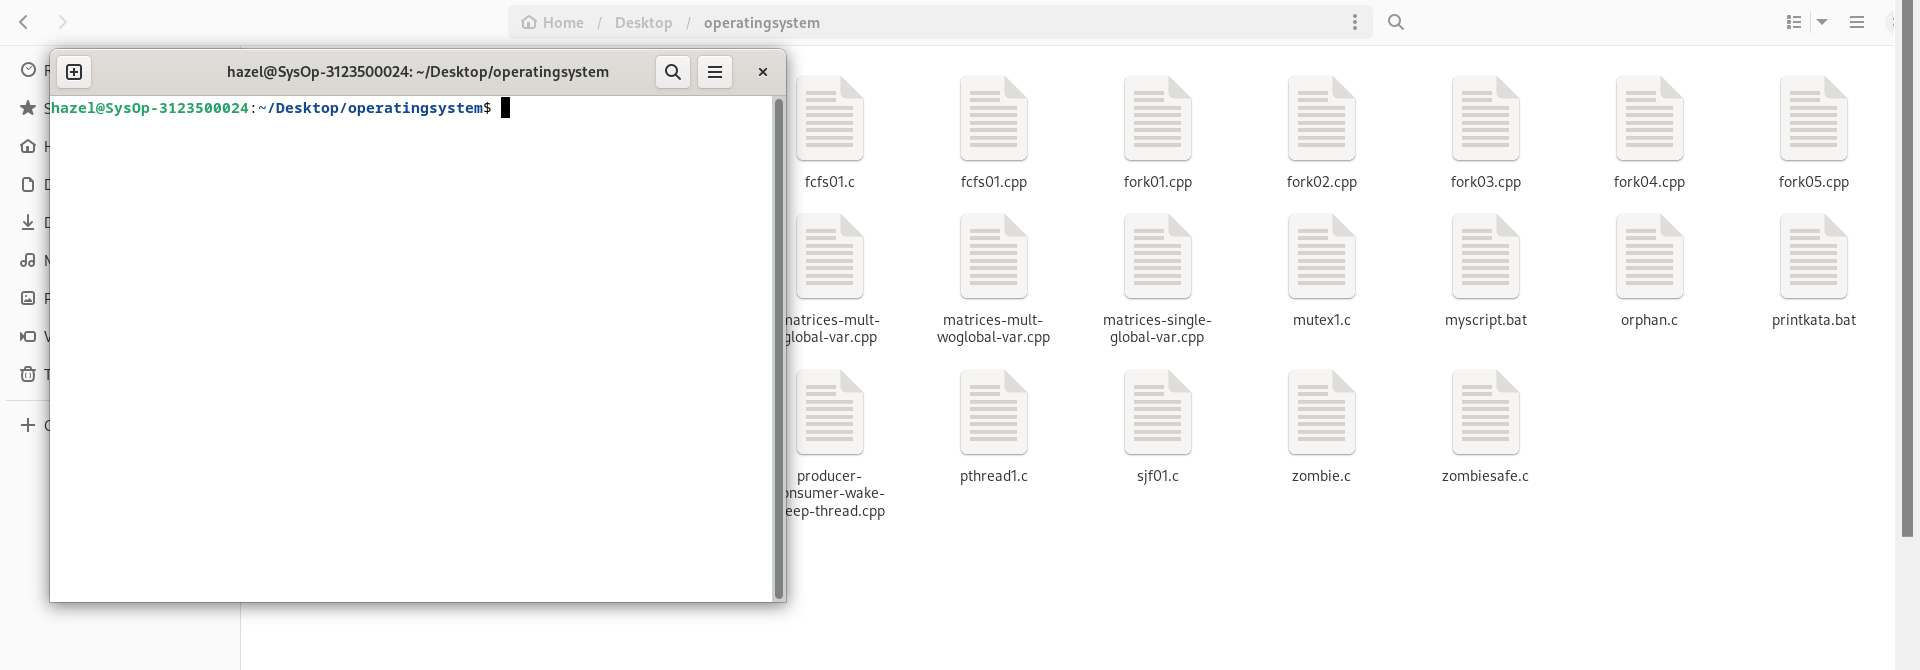 Home / Desktop / operatingsystem
hazel@SysOp-3123500024: ~/Desktop/operatingsystem
hazel@SysOp-3123500024:~/Desktop/operatingsystem$
fcfs01.c
fcfs01.cpp
fork01.cpp
fork02.cpp
fork03.cpp
fork04.cpp
fork05.cpp
matrices-mult-
global-var.cpp
matrices-mult-
woglobal-var.cpp
matrices-single-
global-var.cpp
mutex1.c
myscript.bat
orphan.c
printkata.bat
producer-
onsumer-wake-
eep-thread.cpp
pthread1.c
sjf01.c
zombie.c
zombiesafe.c